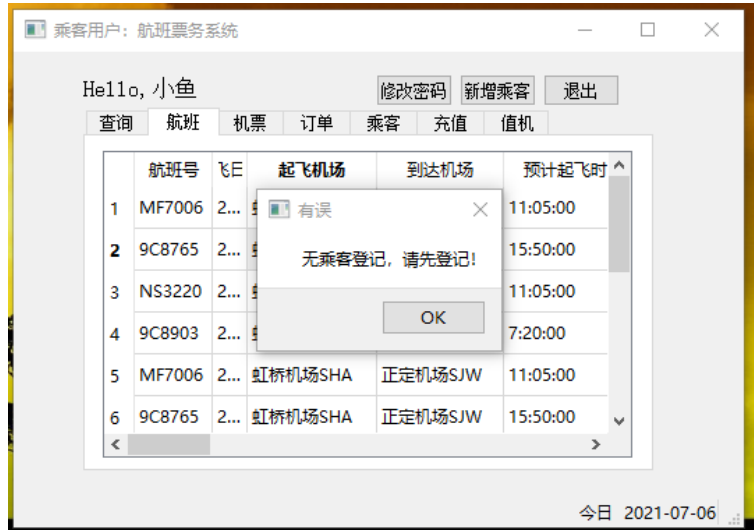 乘客用户: 航班票务系统
Hello, 小鱼 修改密码 新增乘客 退出
查询 航班 机票 订单 乘客 充值 值机
航班号 飞日 起飞机场 到达机场 预计起飞时
1 MF7006 2... 11:05:00
有误
2 9C8765 2... 15:50:00
无乘客登记, 请先登记!
3 NS3220 2... 11:05:00
OK
4 9C8903 2... 7:20:00
5 MF7006 2... 虹桥机场SHA 正定机场SJW 11:05:00
6 9C8765 2... 虹桥机场SHA 正定机场SJW 15:50:00
今日 2021-07-06